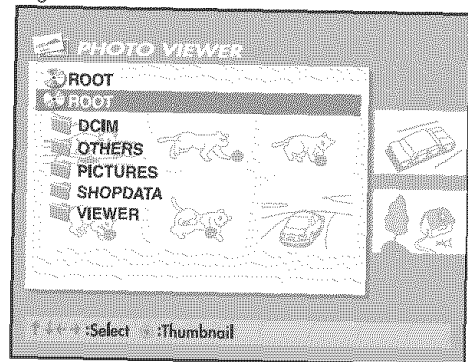 PHOTO VIEWER
ROOT
ROOT
DCIM
OTHERS
PICTURES
SHOPDATA
VIEWER
:Select :Thumbnail